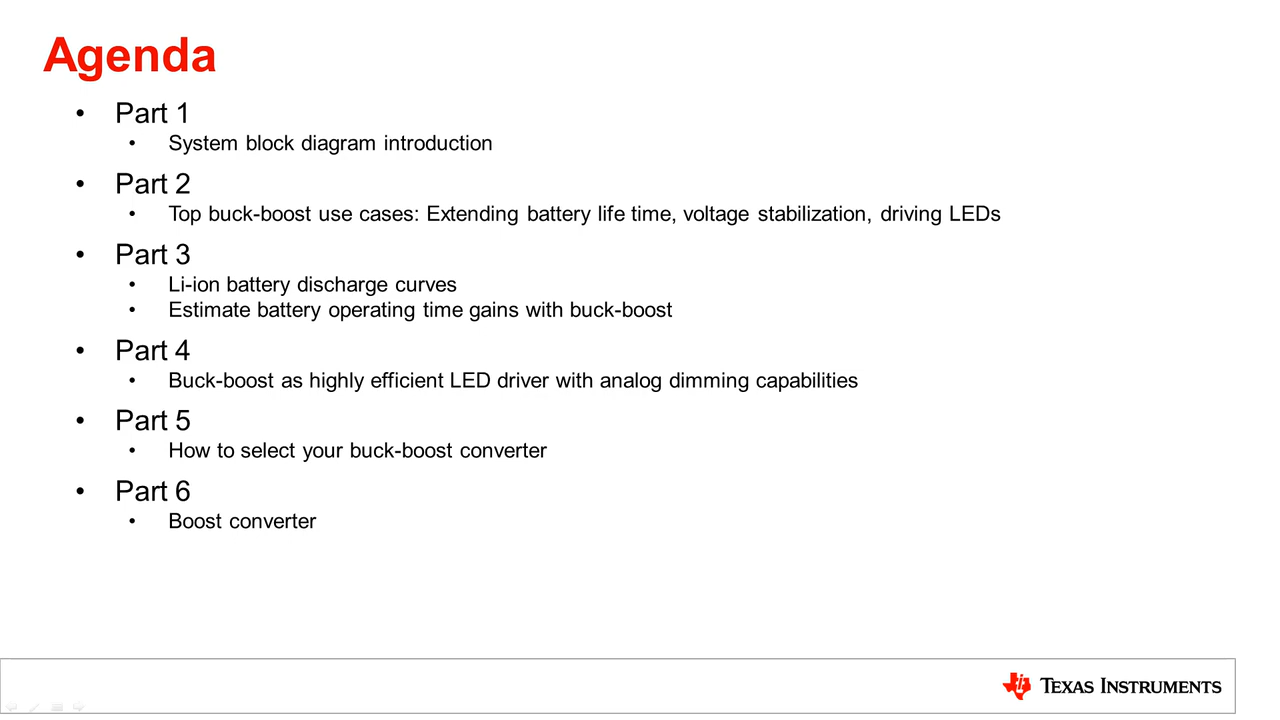 Agenda
• Part 1
• System block diagram introduction
• Part 2
• Top buck-boost use cases: Extending battery life time, voltage stabilization, driving LEDs
• Part 3
• Li-ion battery discharge curves
• Estimate battery operating time gains with buck-boost
• Part 4
• Buck-boost as highly efficient LED driver with analog dimming capabilities
• Part 5
• How to select your buck-boost converter
• Part 6
• Boost converter
TEXAS INSTRUMENTS